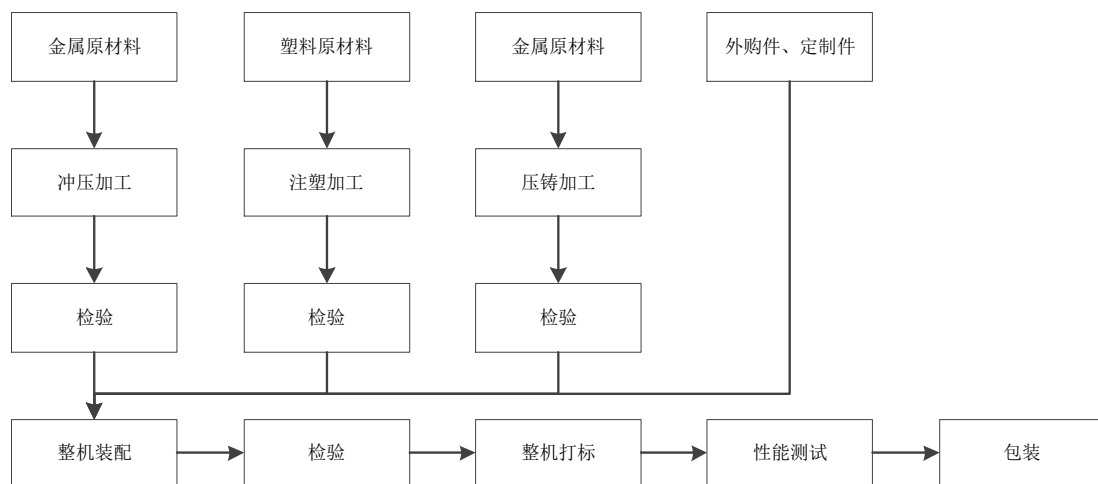 金属原材料
塑料原材料
金属原材料
外购件、定制件
冲压加工
注塑加工
压铸加工
检验
检验
检验
整机装配
检验
整机打标
性能测试
包装